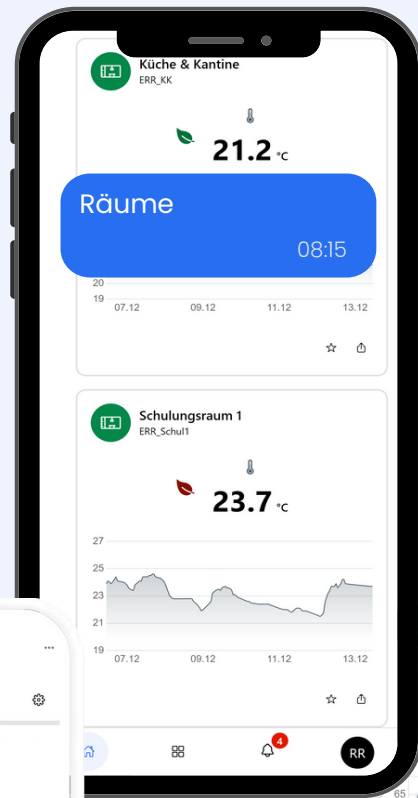 Küche & Kantine
ERR_KK
21.2 °C
Räume
08:15
20
19
07.12 09.12 11.12 13.12
Schulungsraum 1
ERR_Schul1
23.7 °C
27
25
23
21
19
07.12 09.12 11.12 13.12
4
RR
65